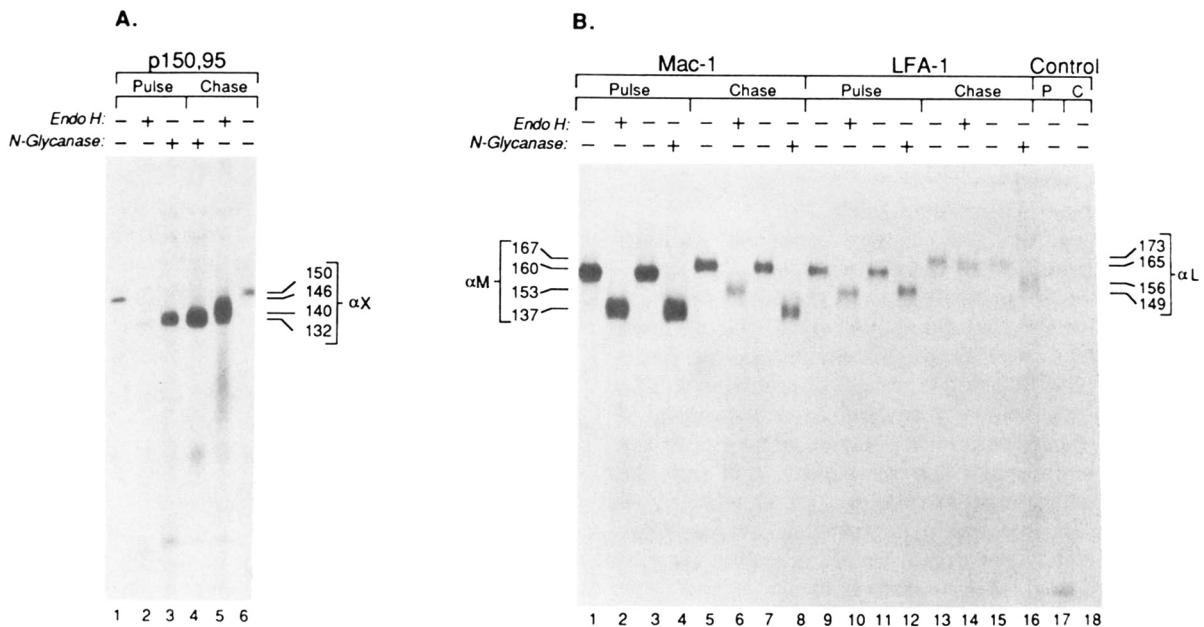 A.
p150,95
Pulse Chase
Endo H: − + − − + −
N-Glycanase: − − + + − −
150
146
140
132
αX
1 2 3 4 5 6
B.
Mac-1 LFA-1 Control
Pulse Chase Pulse Chase P C
Endo H: − + − − − + − − − + − − − + − − −
N-Glycanase: − − − + − − − + − − − + − − − + − −
αM
167
160
153
137
173
165
156
149
αL
1 2 3 4 5 6 7 8 9 10 11 12 13 14 15 16 17 18